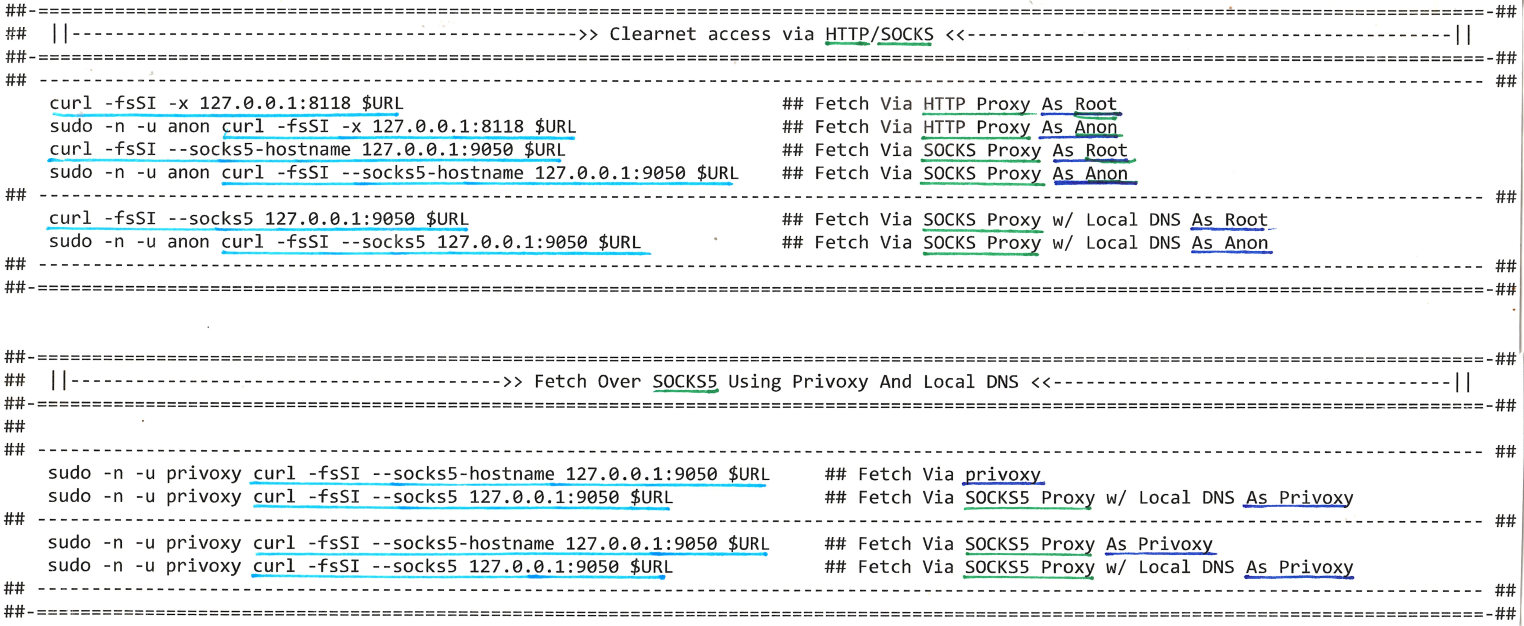 ##-=======================================================================================================================================-##
##  ||----------------------------------------------->> Clearnet access via HTTP/SOCKS <<---------------------------------------------||
##-=======================================================================================================================================-##
## -------------------------------------------------------------------------------------------------------------------------------------- ##
    curl -fsSI -x 127.0.0.1:8118 $URL                                   ## Fetch Via HTTP Proxy As Root
    sudo -n -u anon curl -fsSI -x 127.0.0.1:8118 $URL                   ## Fetch Via HTTP Proxy As Anon
    curl -fsSI --socks5-hostname 127.0.0.1:9050 $URL                    ## Fetch Via SOCKS Proxy As Root
    sudo -n -u anon curl -fsSI --socks5-hostname 127.0.0.1:9050 $URL    ## Fetch Via SOCKS Proxy As Anon
## -------------------------------------------------------------------------------------------------------------------------------------- ##
    curl -fsSI --socks5 127.0.0.1:9050 $URL                             ## Fetch Via SOCKS Proxy w/ Local DNS As Root
    sudo -n -u anon curl -fsSI --socks5 127.0.0.1:9050 $URL             ## Fetch Via SOCKS Proxy w/ Local DNS As Anon
## -------------------------------------------------------------------------------------------------------------------------------------- ##
##-=======================================================================================================================================-##
##-=======================================================================================================================================-##
##  ||---------------------------------------->> Fetch Over SOCKS5 Using Privoxy And Local DNS <<-------------------------------------||
##-=======================================================================================================================================-##
##
## -------------------------------------------------------------------------------------------------------------------------------------- ##
    sudo -n -u privoxy curl -fsSI --socks5-hostname 127.0.0.1:9050 $URL     ## Fetch Via privoxy
    sudo -n -u privoxy curl -fsSI --socks5 127.0.0.1:9050 $URL              ## Fetch Via SOCKS5 Proxy w/ Local DNS As Privoxy
## -------------------------------------------------------------------------------------------------------------------------------------- ##
    sudo -n -u privoxy curl -fsSI --socks5-hostname 127.0.0.1:9050 $URL     ## Fetch Via SOCKS5 Proxy As Privoxy
    sudo -n -u privoxy curl -fsSI --socks5 127.0.0.1:9050 $URL              ## Fetch Via SOCKS5 Proxy w/ Local DNS As Privoxy
## -------------------------------------------------------------------------------------------------------------------------------------- ##
##-=======================================================================================================================================-##